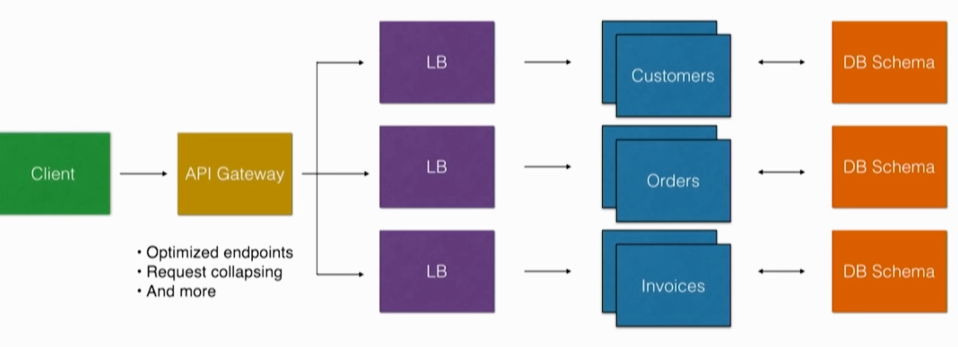 Client
API Gateway
• Optimized endpoints
• Request collapsing
• And more
LB
Customers
DB Schema
LB
Orders
DB Schema
LB
Invoices
DB Schema